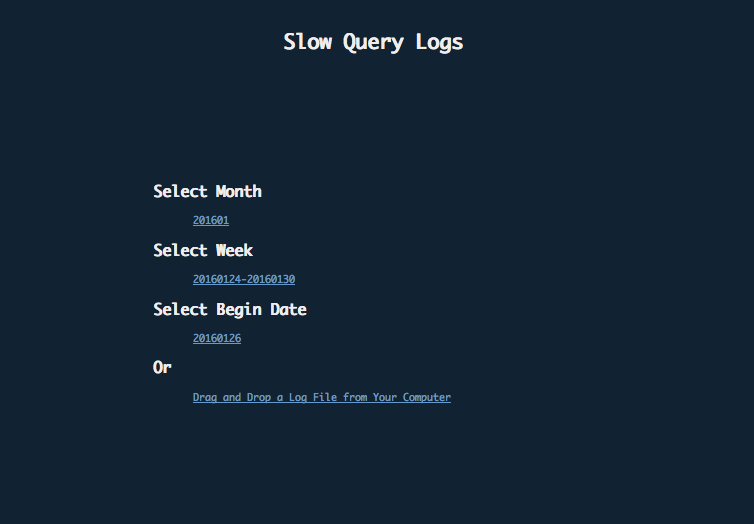 Slow Query Logs
Select Month
201601
Select Week
20160124-20160130
Select Begin Date
20160126
Or
Drag and Drop a Log File from Your Computer